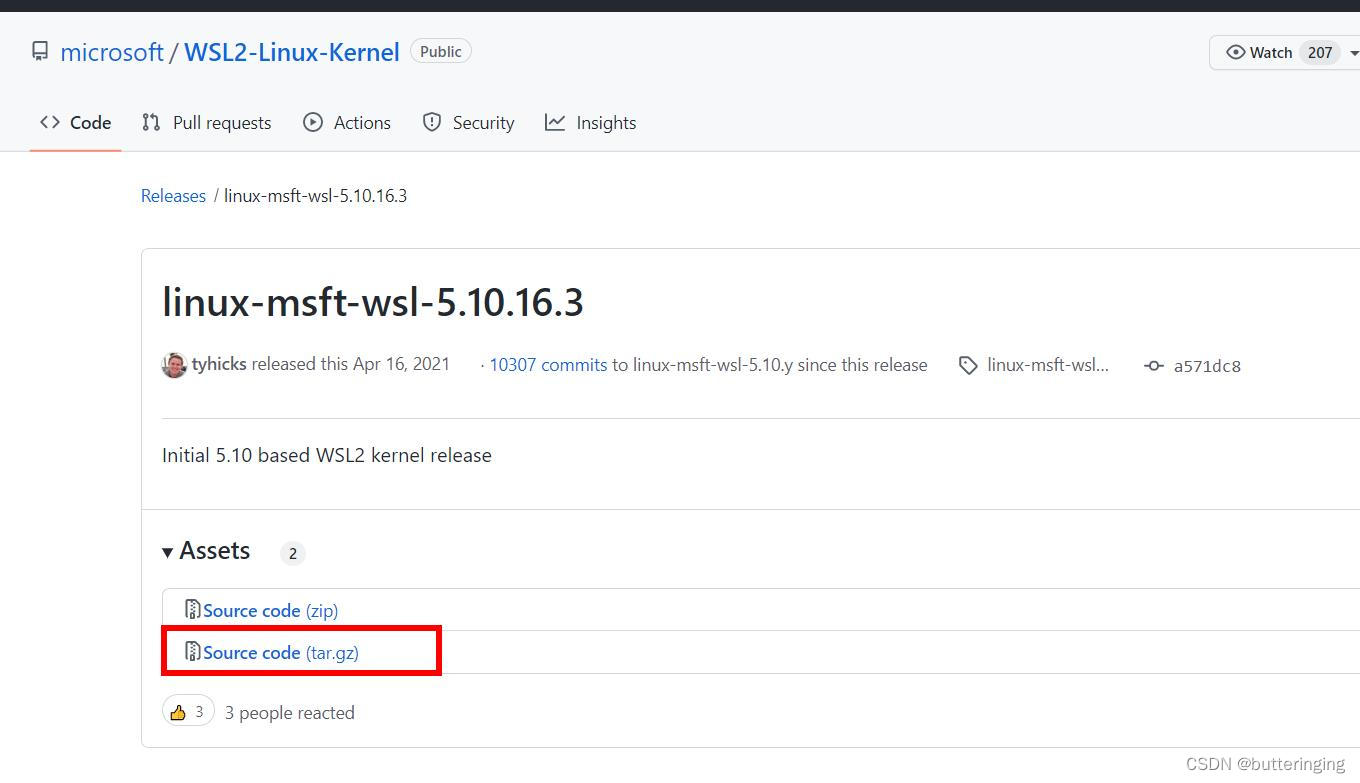 microsoft / WSL2-Linux-Kernel Public
Watch 207
Code Pull requests Actions Security Insights
Releases / linux-msft-wsl-5.10.16.3
linux-msft-wsl-5.10.16.3
tyhicks released this Apr 16, 2021 · 10307 commits to linux-msft-wsl-5.10.y since this release linux-msft-wsl... a571dc8
Initial 5.10 based WSL2 kernel release
Assets 2
Source code (zip)
Source code (tar.gz)
3 3 people reacted
CSDN @butteringing